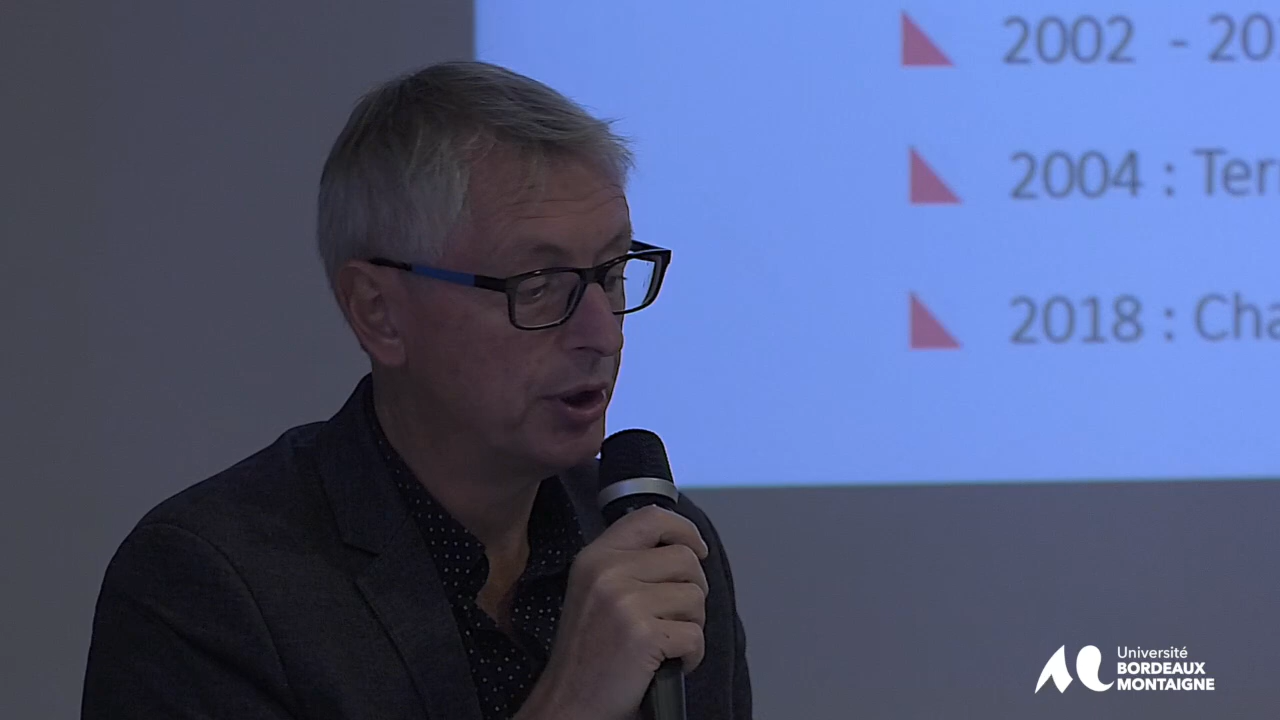 2002 - 20
2004 : Ter
2018 : Cha
Université
BORDEAUX
MONTAIGNE